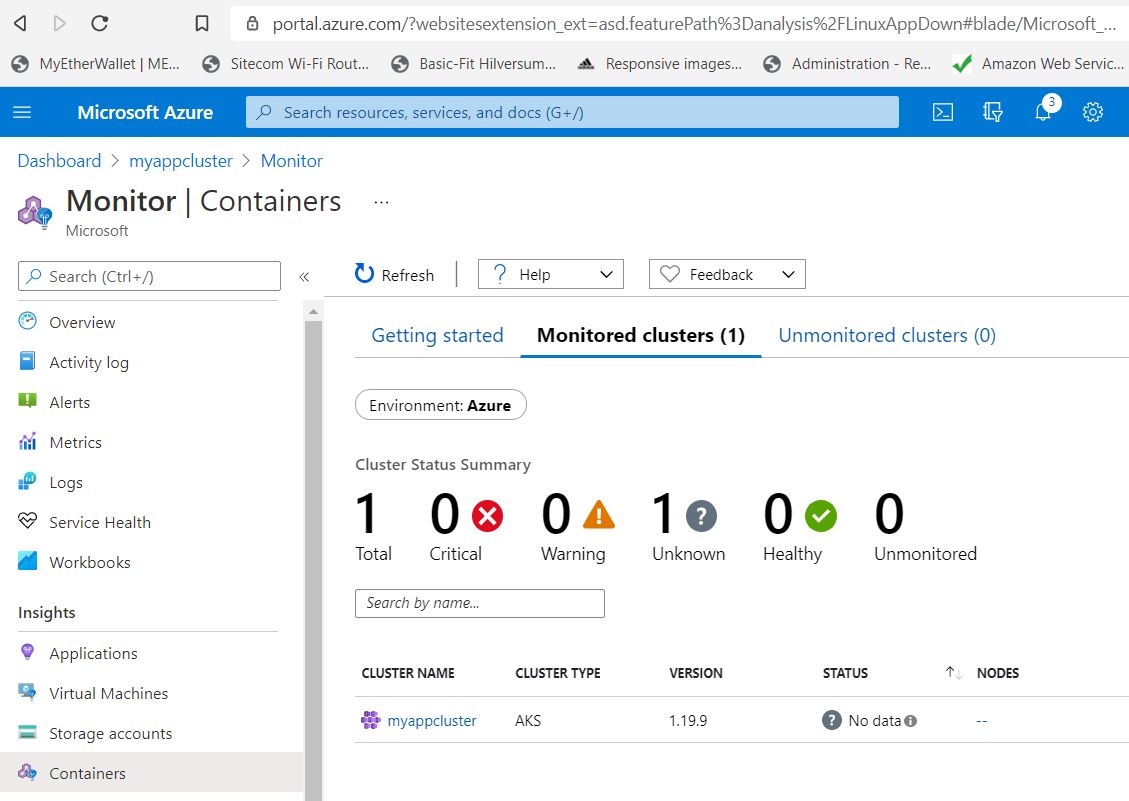 portal.azure.com/?websitesextension_ext=asd.featurePath%3Danalysis%2FLinuxAppDown#blade/Microsoft_...
MyEtherWallet | ME... Sitecom Wi-Fi Rout... Basic-Fit Hilversum... Responsive images... Administration - Re... Amazon Web Servic...
Microsoft Azure Search resources, services, and docs (G+/) 3
Dashboard > myappcluster > Monitor
Monitor | Containers ...
Microsoft
Search (Ctrl+/) «
Refresh | ? Help Feedback
Overview
Activity log
Alerts
Metrics
Logs
Service Health
Workbooks
Insights
Applications
Virtual Machines
Storage accounts
Containers
Getting started Monitored clusters (1) Unmonitored clusters (0)
Environment: Azure
Cluster Status Summary
1 0 0 1 ? 0 0
Total Critical Warning Unknown Healthy Unmonitored
Search by name...
CLUSTER NAME CLUSTER TYPE VERSION STATUS ↑↓ NODES
myappcluster AKS 1.19.9 ? No data --